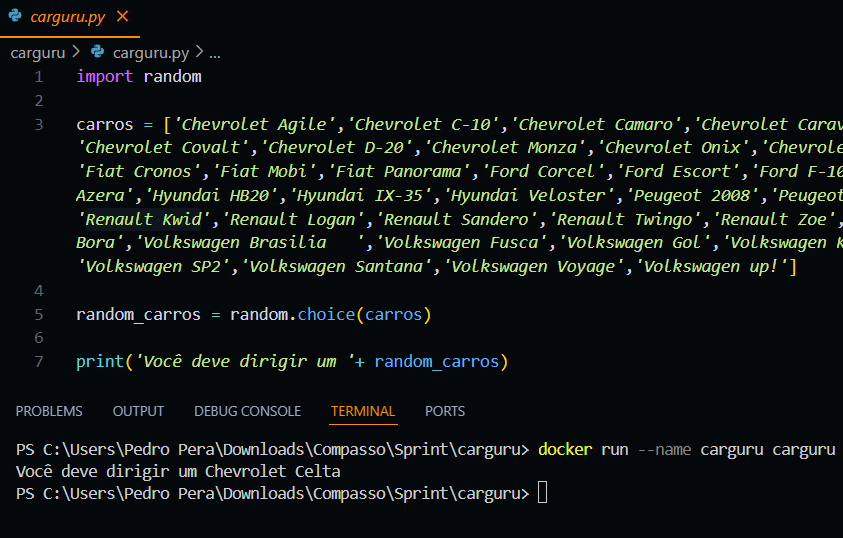 carguru.py
carguru > carguru.py > ...
1 import random
2
3 carros = ['Chevrolet Agile','Chevrolet C-10','Chevrolet Camaro','Chevrolet Carav
'Chevrolet Covalt','Chevrolet D-20','Chevrolet Monza','Chevrolet Onix','Chevrole
'Fiat Cronos','Fiat Mobi','Fiat Panorama','Ford Corcel','Ford Escort','Ford F-10
Azera','Hyundai HB20','Hyundai IX-35','Hyundai Veloster','Peugeot 2008','Peugeot
'Renault Kwid','Renault Logan','Renault Sandero','Renault Twingo','Renault Zoe',
Bora','Volkswagen Brasilia   ','Volkswagen Fusca','Volkswagen Gol','Volkswagen K
'Volkswagen SP2','Volkswagen Santana','Volkswagen Voyage','Volkswagen up!']
4
5 random_carros = random.choice(carros)
6
7 print('Você deve dirigir um '+ random_carros)
PROBLEMS OUTPUT DEBUG CONSOLE TERMINAL PORTS
PS C:\Users\Pedro Pera\Downloads\Compasso\Sprint\carguru> docker run --name carguru carguru
Você deve dirigir um Chevrolet Celta
PS C:\Users\Pedro Pera\Downloads\Compasso\Sprint\carguru>